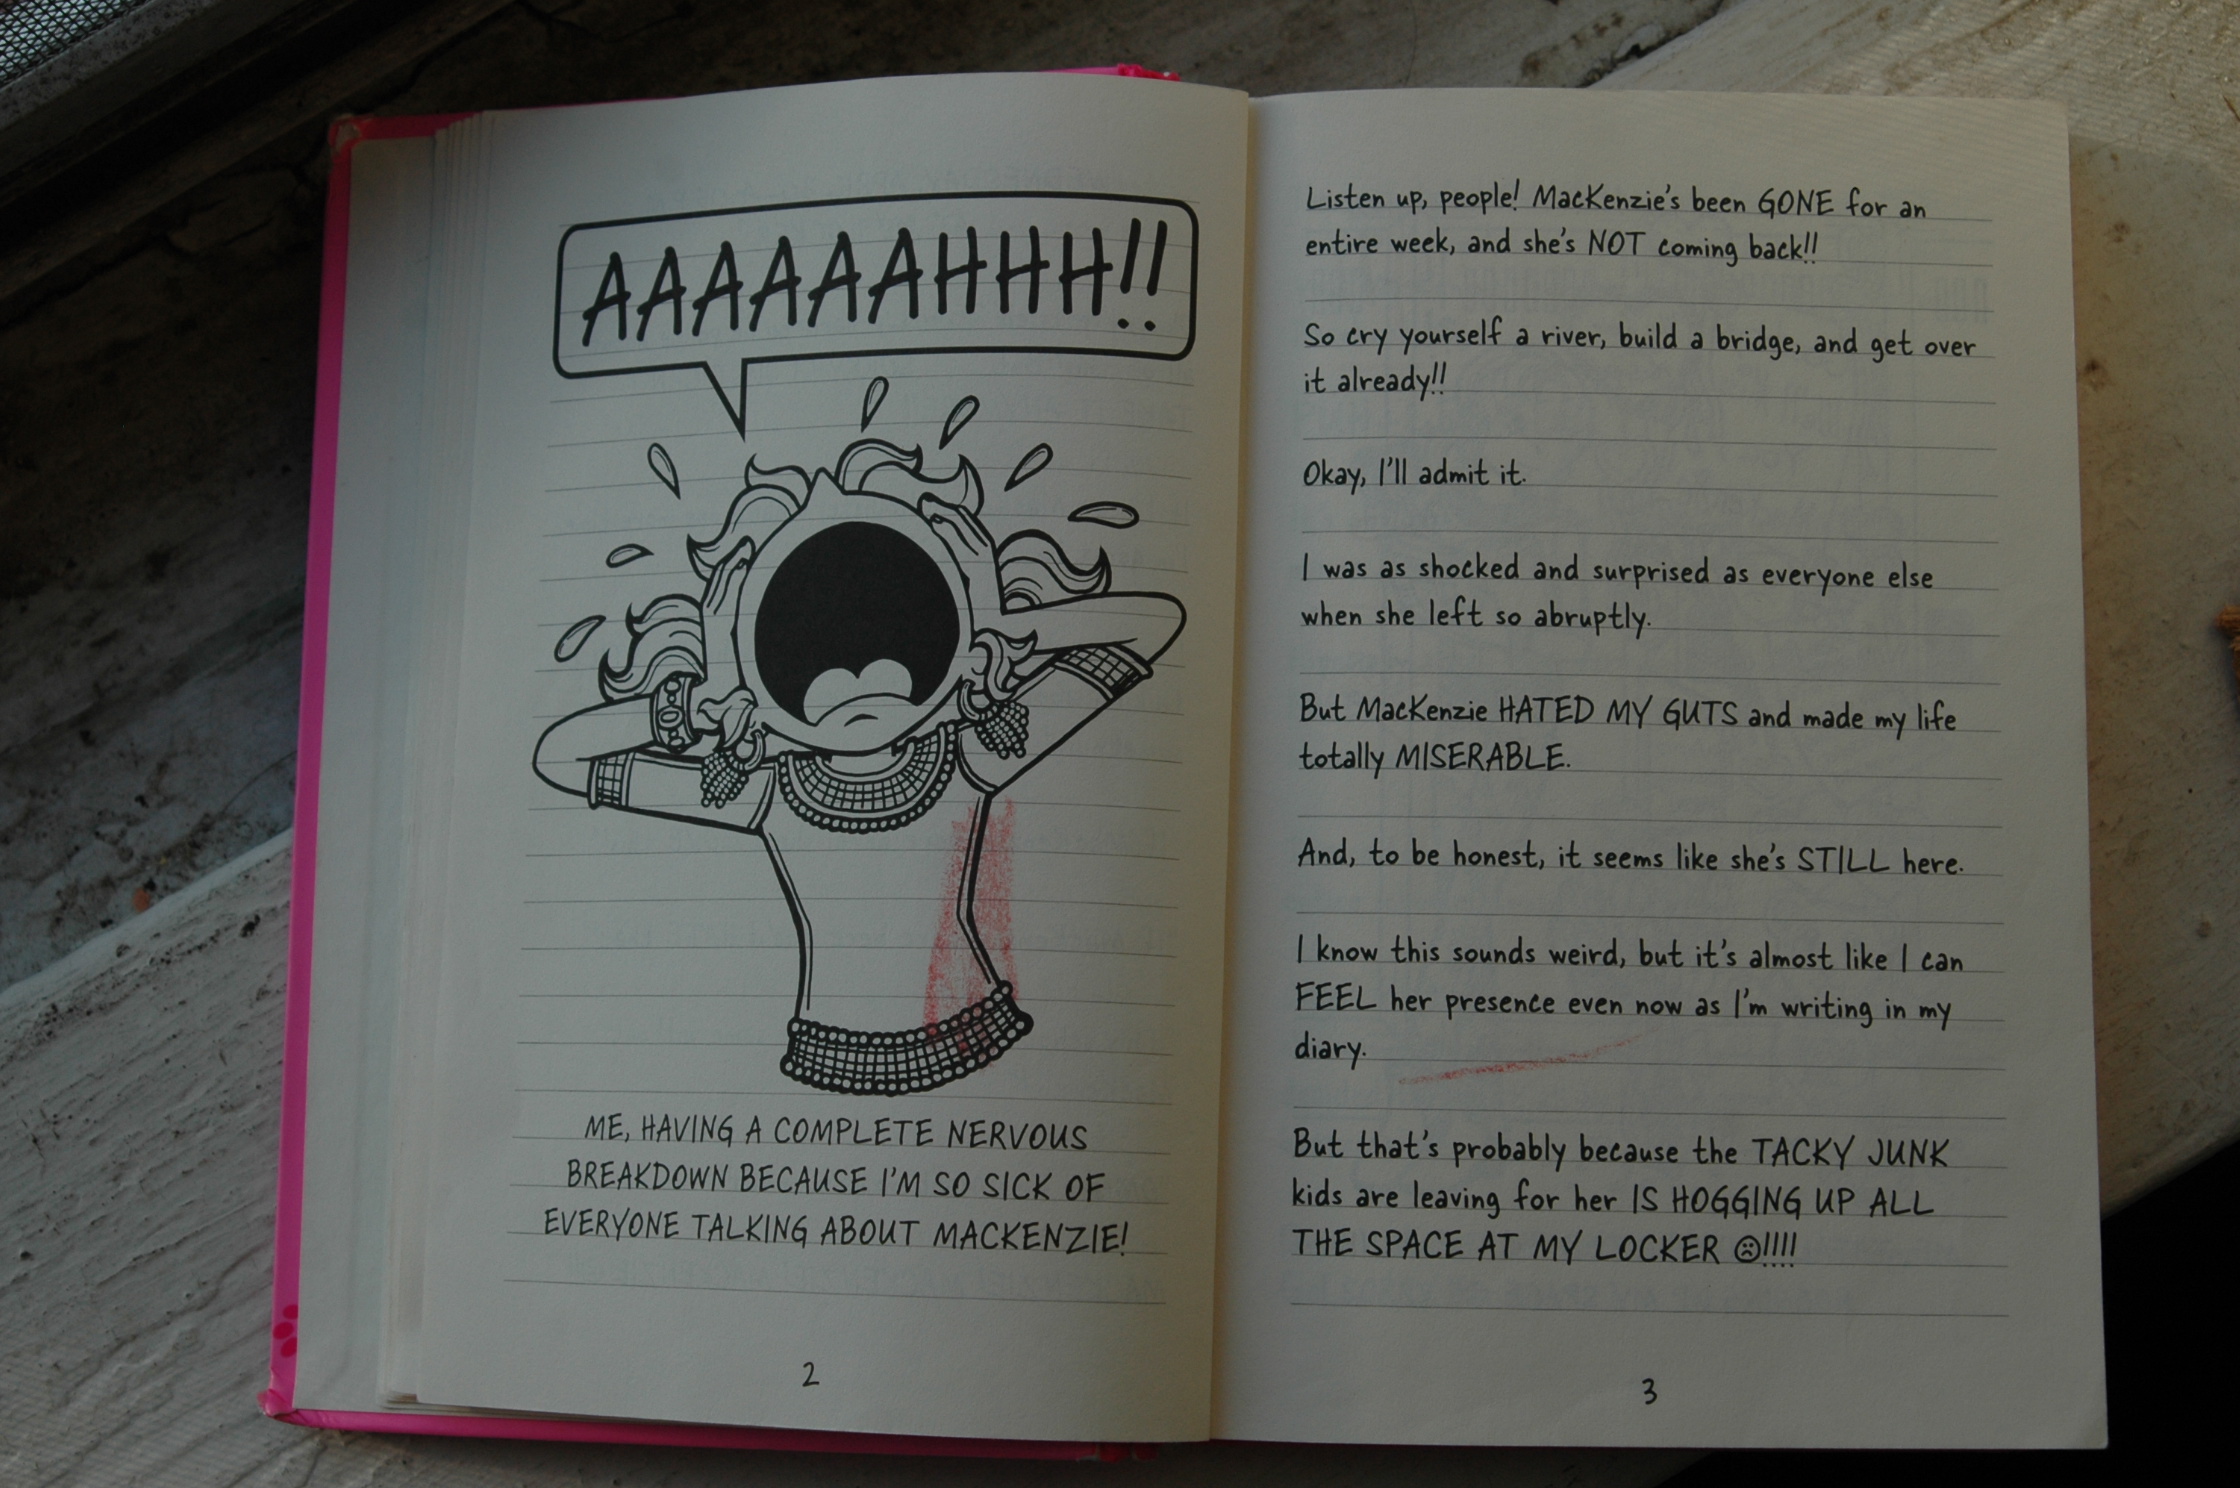 AAAAAAHHH!!
ME, HAVING A COMPLETE NERVOUS
BREAKDOWN BECAUSE I'M SO SICK OF
EVERYONE TALKING ABOUT MACKENZIE!
2
Listen up, people! MacKenzie's been GONE for an
entire week, and she's NOT coming back!!
So cry yourself a river, build a bridge, and get over
it already!!
Okay, I'll admit it.
I was as shocked and surprised as everyone else
when she left so abruptly.
But MacKenzie HATED MY GUTS and made my life
totally MISERABLE.
And, to be honest, it seems like she's STILL here.
I know this sounds weird, but it's almost like I can
FEEL her presence even now as I'm writing in my
diary.
But that's probably because the TACKY JUNK
kids are leaving for her IS HOGGING UP ALL
THE SPACE AT MY LOCKER ☹!!!!
3